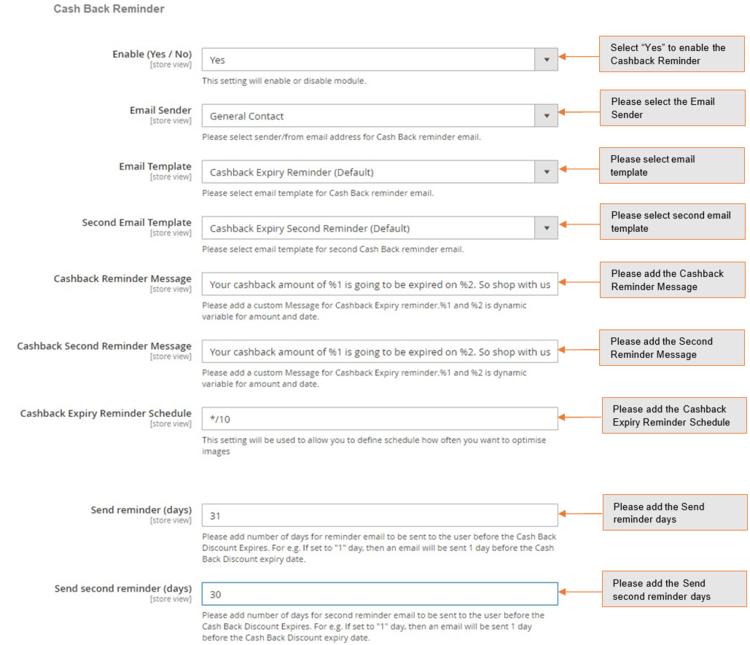 Cash Back Reminder
Enable (Yes / No)
[store view]
Yes
This setting will enable or disable module.
Select “Yes” to enable the
Cashback Reminder
Email Sender
[store view]
General Contact
Please select sender/from email address for Cash Back reminder email.
Please select the Email
Sender
Email Template
[store view]
Cashback Expiry Reminder (Default)
Please select email template for Cash Back reminder email.
Please select email
template
Second Email Template
[store view]
Cashback Expiry Second Reminder (Default)
Please select email template for second Cash Back reminder email.
Please select second email
template
Cashback Reminder Message
[store view]
Your cashback amount of %1 is going to be expired on %2. So shop with us
Please add a custom Message for Cashback Expiry reminder.%1 and %2 is dynamic
variable for amount and date.
Please add the Cashback
Reminder Message
Cashback Second Reminder Message
[store view]
Your cashback amount of %1 is going to be expired on %2. So shop with us
Please add a custom Message for Cashback Expiry reminder.%1 and %2 is dynamic
variable for amount and date.
Please add the Second
Reminder Message
Cashback Expiry Reminder Schedule
[store view]
*/10
This setting will be used to allow you to define schedule how often you want to optimise
images
Please add the Cashback
Expiry Reminder Schedule
Send reminder (days)
[store view]
31
Please add number of days for reminder email to be sent to the user before the Cash Back
Discount Expires. For e.g. If set to "1" day, then an email will be sent 1 day before the Cash
Back Discount expiry date.
Please add the Send
reminder days
Send second reminder (days)
[store view]
30
Please add number of days for second reminder email to be sent to the user before the
Cash Back Discount Expires. For e.g. If set to "1" day, then an email will be sent 1 day
before the Cash Back Discount expiry date.
Please add the Send
second reminder days